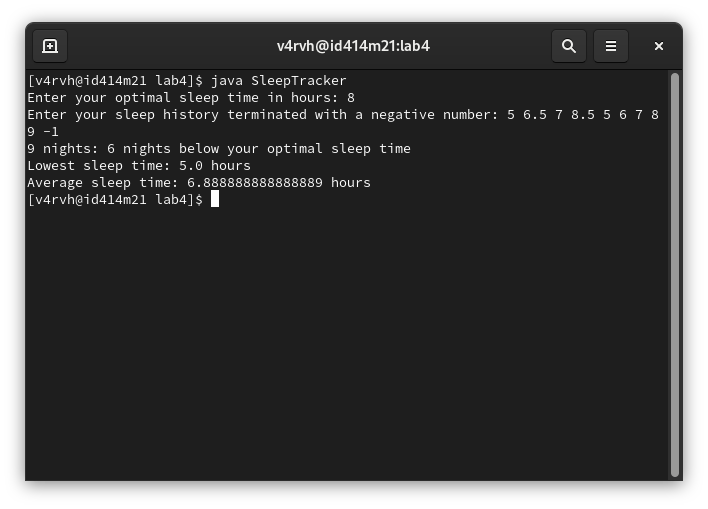 v4rvh@id414m21:lab4
[v4rvh@id414m21 lab4]$ java SleepTracker
Enter your optimal sleep time in hours: 8
Enter your sleep history terminated with a negative number: 5 6.5 7 8.5 5 6 7 8
9 -1
9 nights: 6 nights below your optimal sleep time
Lowest sleep time: 5.0 hours
Average sleep time: 6.888888888888889 hours
[v4rvh@id414m21 lab4]$